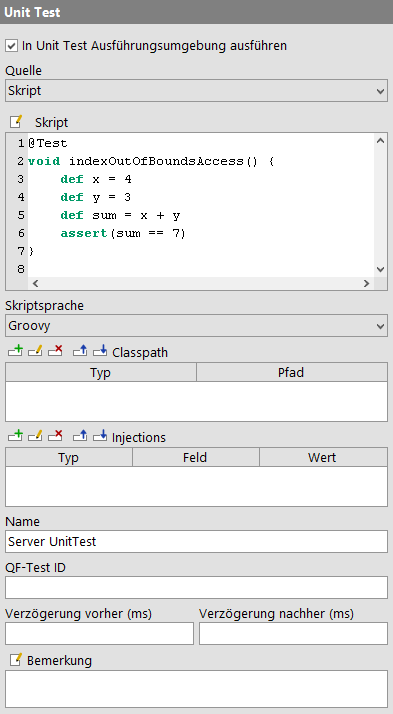 Unit Test
In Unit Test Ausführungsumgebung ausführen
Quelle
Skript
Skript
1 @Test
2 void indexOutOfBoundsAccess() {
3     def x = 4
4     def y = 3
5     def sum = x + y
6     assert(sum == 7)
7 }
8
Skriptsprache
Groovy
Classpath
Typ Pfad
Injections
Typ Feld Wert
Name
Server UnitTest
QF-Test ID
Verzögerung vorher (ms) Verzögerung nachher (ms)
Bemerkung